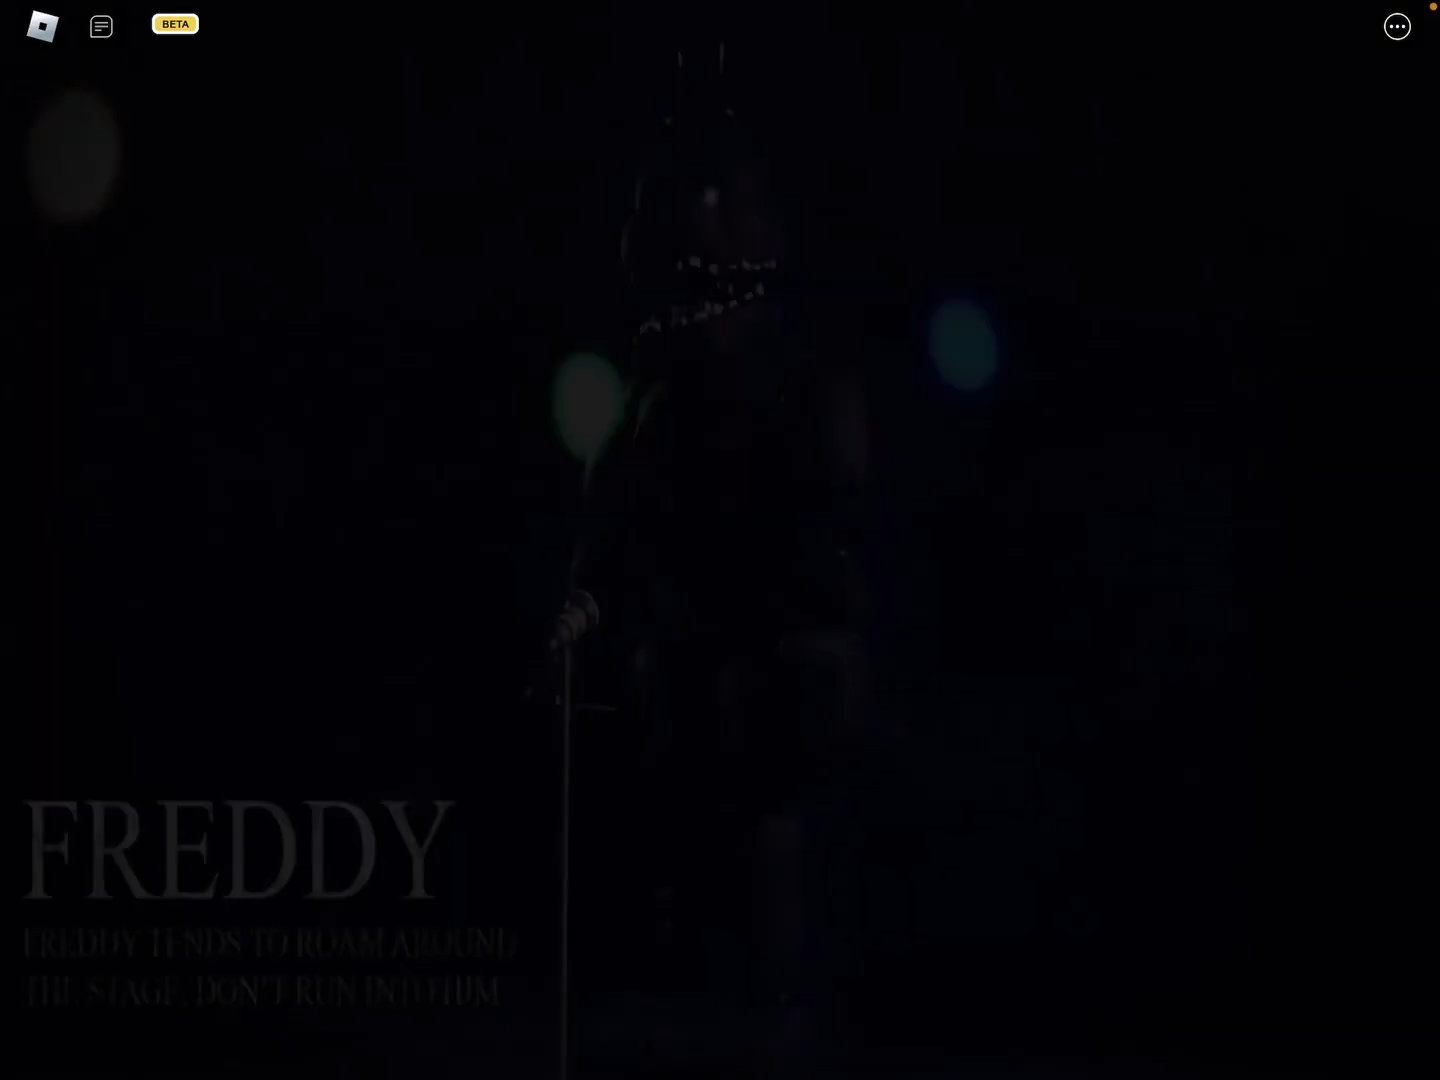 BETA
FREDDY
FREDDY TENDS TO ROAM AROUND
THE STAGE, DON'T RUN INTO HIM